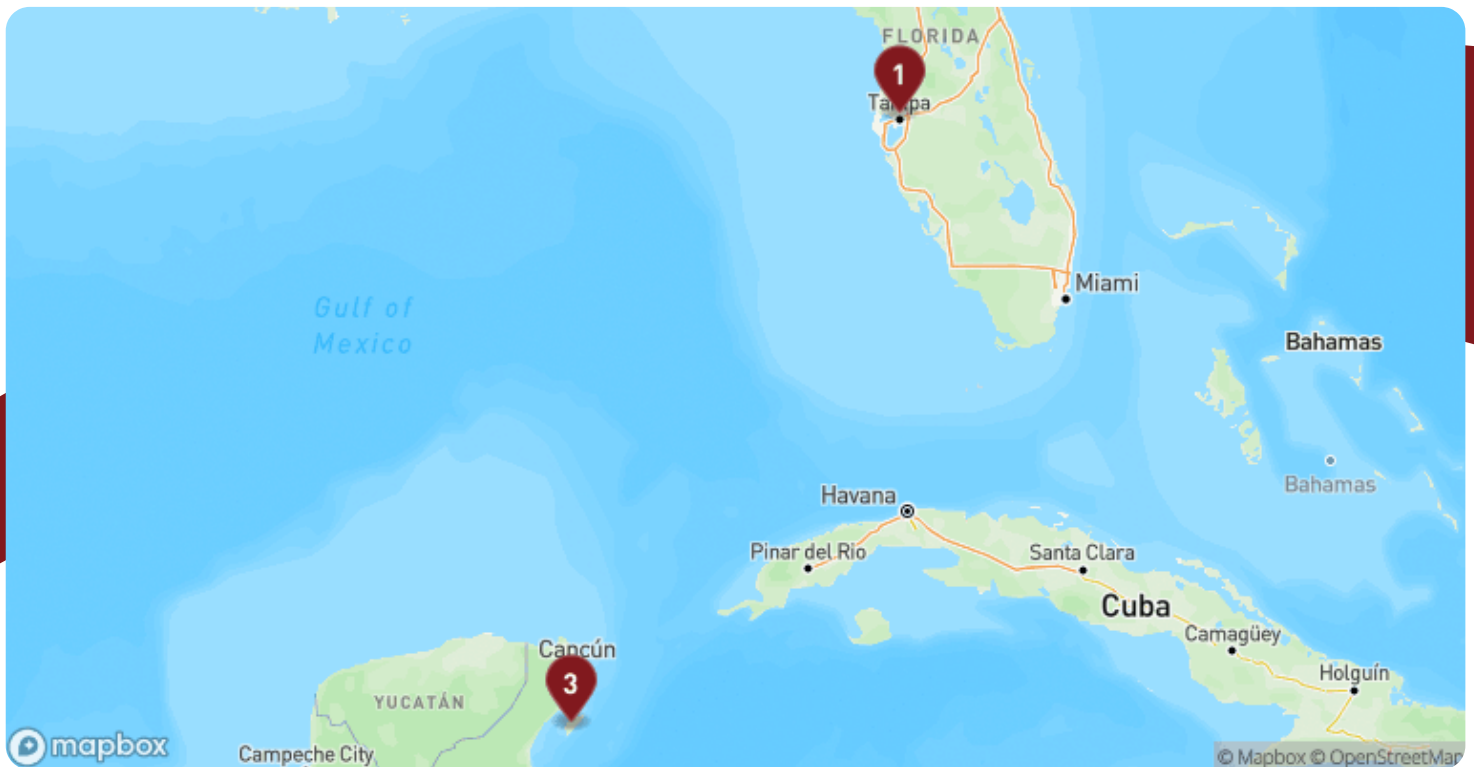 FLORIDA
1
Tampa
Miami
Gulf of
Mexico
Bahamas
Bahamas
Havana
Pinar del Rio
Santa Clara
Cuba
Camagüey
Cancún
Holguín
3
YUCATÁN
Campeche City
mapbox
© Mapbox © OpenStreetMap